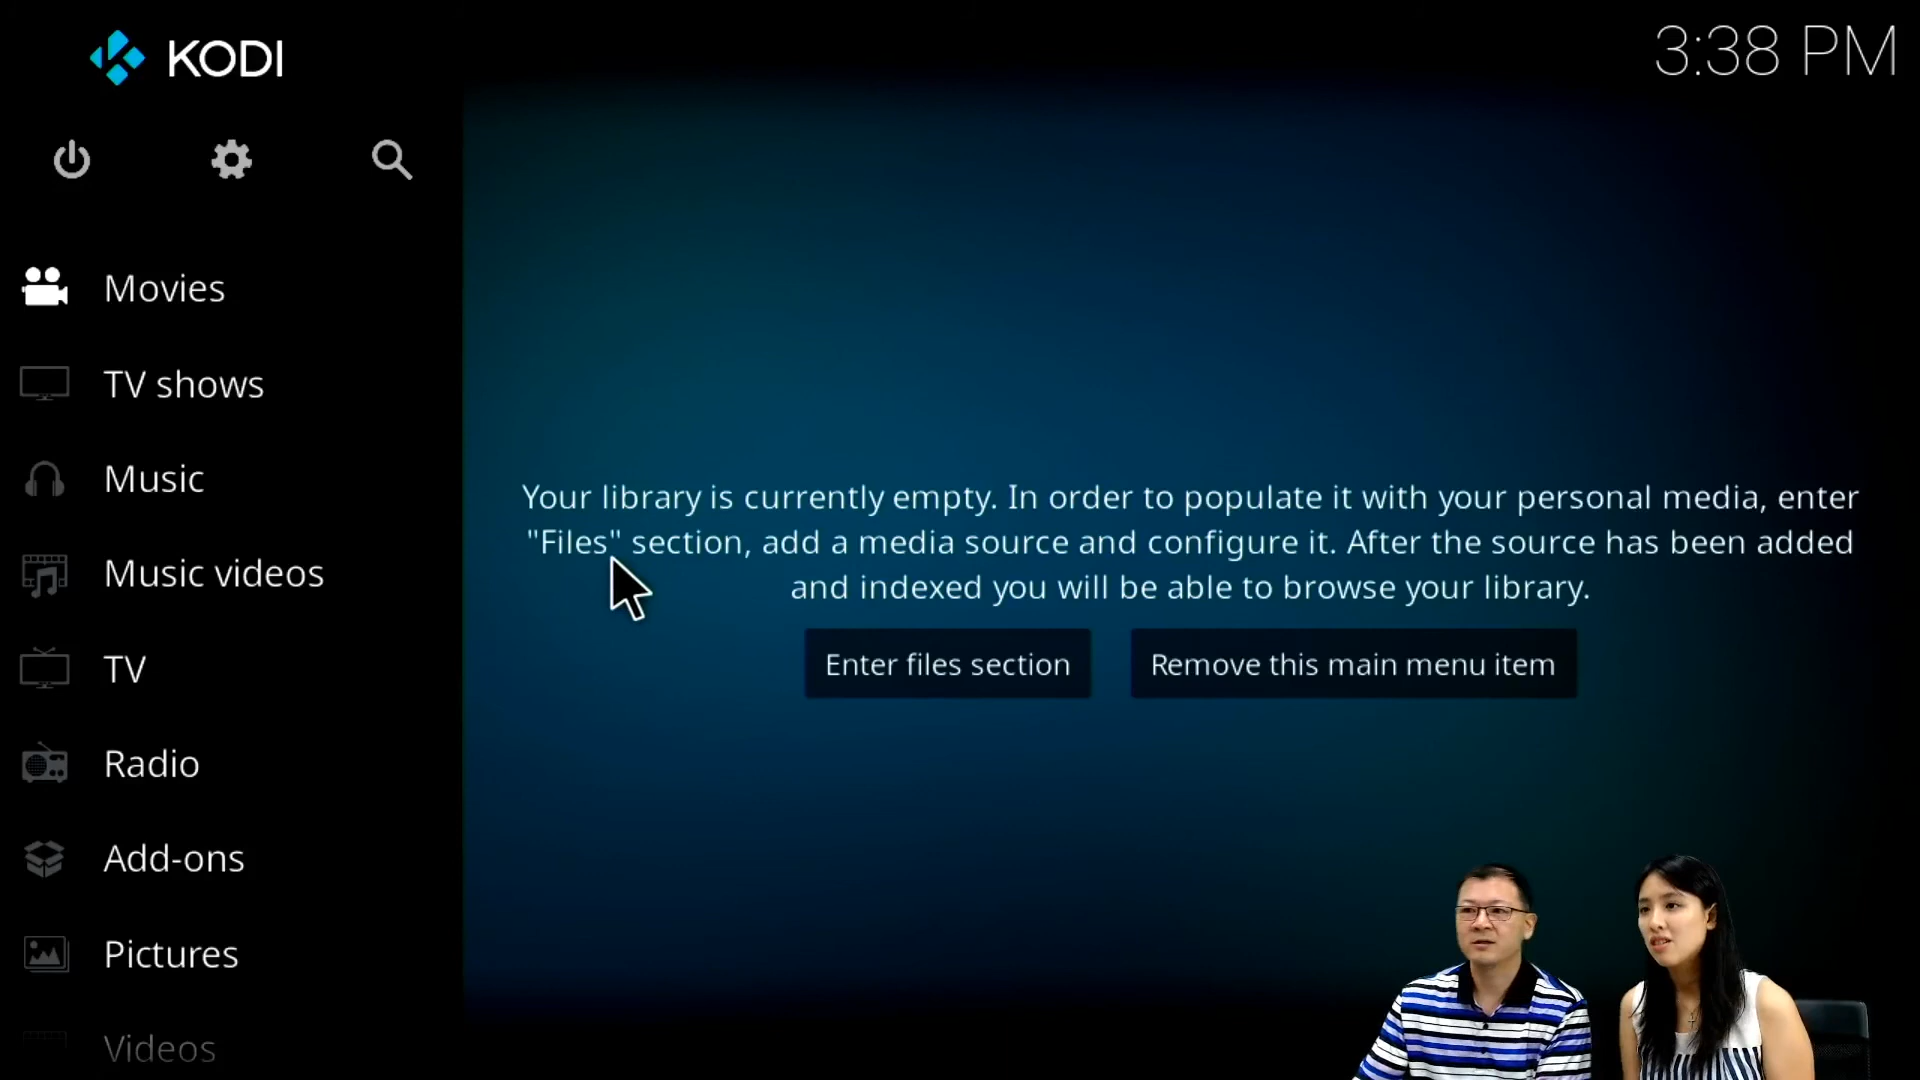 KODI
3:38 PM
Movies
TV shows
Music
Music videos
TV
Radio
Add-ons
Pictures
Videos
Your library is currently empty. In order to populate it with your personal media, enter
"Files" section, add a media source and configure it. After the source has been added
and indexed you will be able to browse your library.
Enter files section
Remove this main menu item